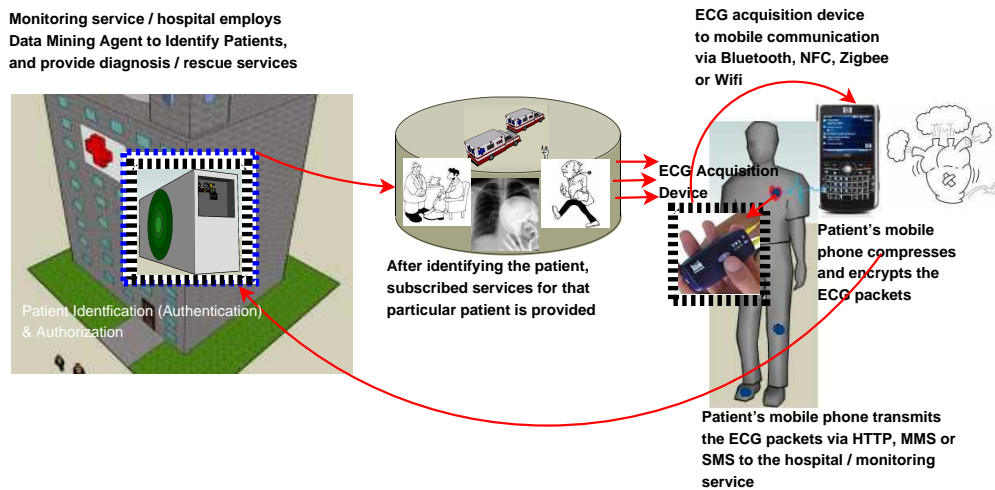 Monitoring service / hospital employs
Data Mining Agent to Identify Patients,
and provide diagnosis / rescue services
Patient Identfication (Authentication)
& Authorization
After identifying the patient,
subscribed services for that
particular patient is provided
ECG acquisition device
to mobile communication
via Bluetooth, NFC, Zigbee
or Wifi
ECG Acquisition
Device
Patient's mobile
phone compresses
and encrypts the
ECG packets
Patient's mobile phone transmits
the ECG packets via HTTP, MMS or
SMS to the hospital / monitoring
service